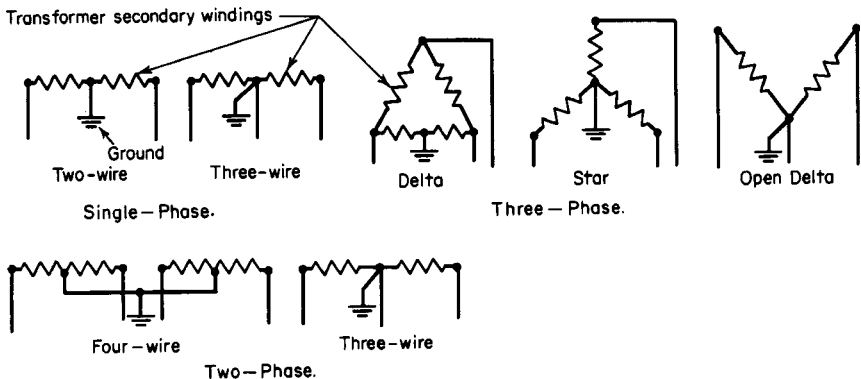 Transformer secondary windings
Ground
Two-wire
Three-wire
Single-Phase.
Delta
Star
Open Delta
Three-Phase.
Four-wire
Three-wire
Two-Phase.